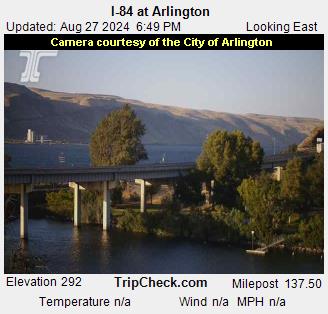 I-84 at Arlington
Updated: Aug 27 2024 6:49 PM Looking East
Camera courtesy of the City of Arlington
Elevation 292 TripCheck.com Milepost 137.50
Temperature n/a Wind n/a MPH n/a